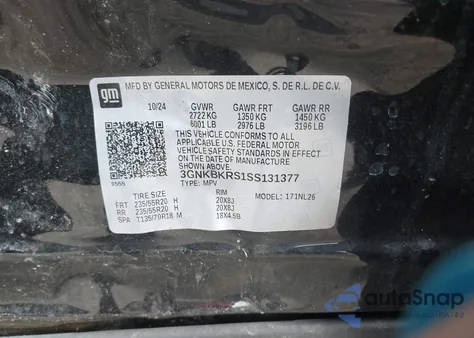 gm
MFD BY GENERAL MOTORS DE MEXICO, S. DE R.L. DE C.V.
10/24 GVWR GAWR FRT GAWR RR
2722 KG 1350 KG 1450 KG
6001 LB 2976 LB 3196 LB
THIS VEHICLE CONFORMS TO ALL
APPLICABLE U.S. FEDERAL MOTOR
VEHICLE SAFETY STANDARDS IN EFFECT
ON THE DATE OF MANUFACTURE
SHOWN ABOVE.
3GNKBKRS1SS131377
3555 TYPE: MPV MODEL: 171NL26
TIRE SIZE RIM
FRT 235/55R20 H 20X8J
RR 235/55R20 H 20X8J
SPA T135/70R18 M 18X4.5B
autoSnap